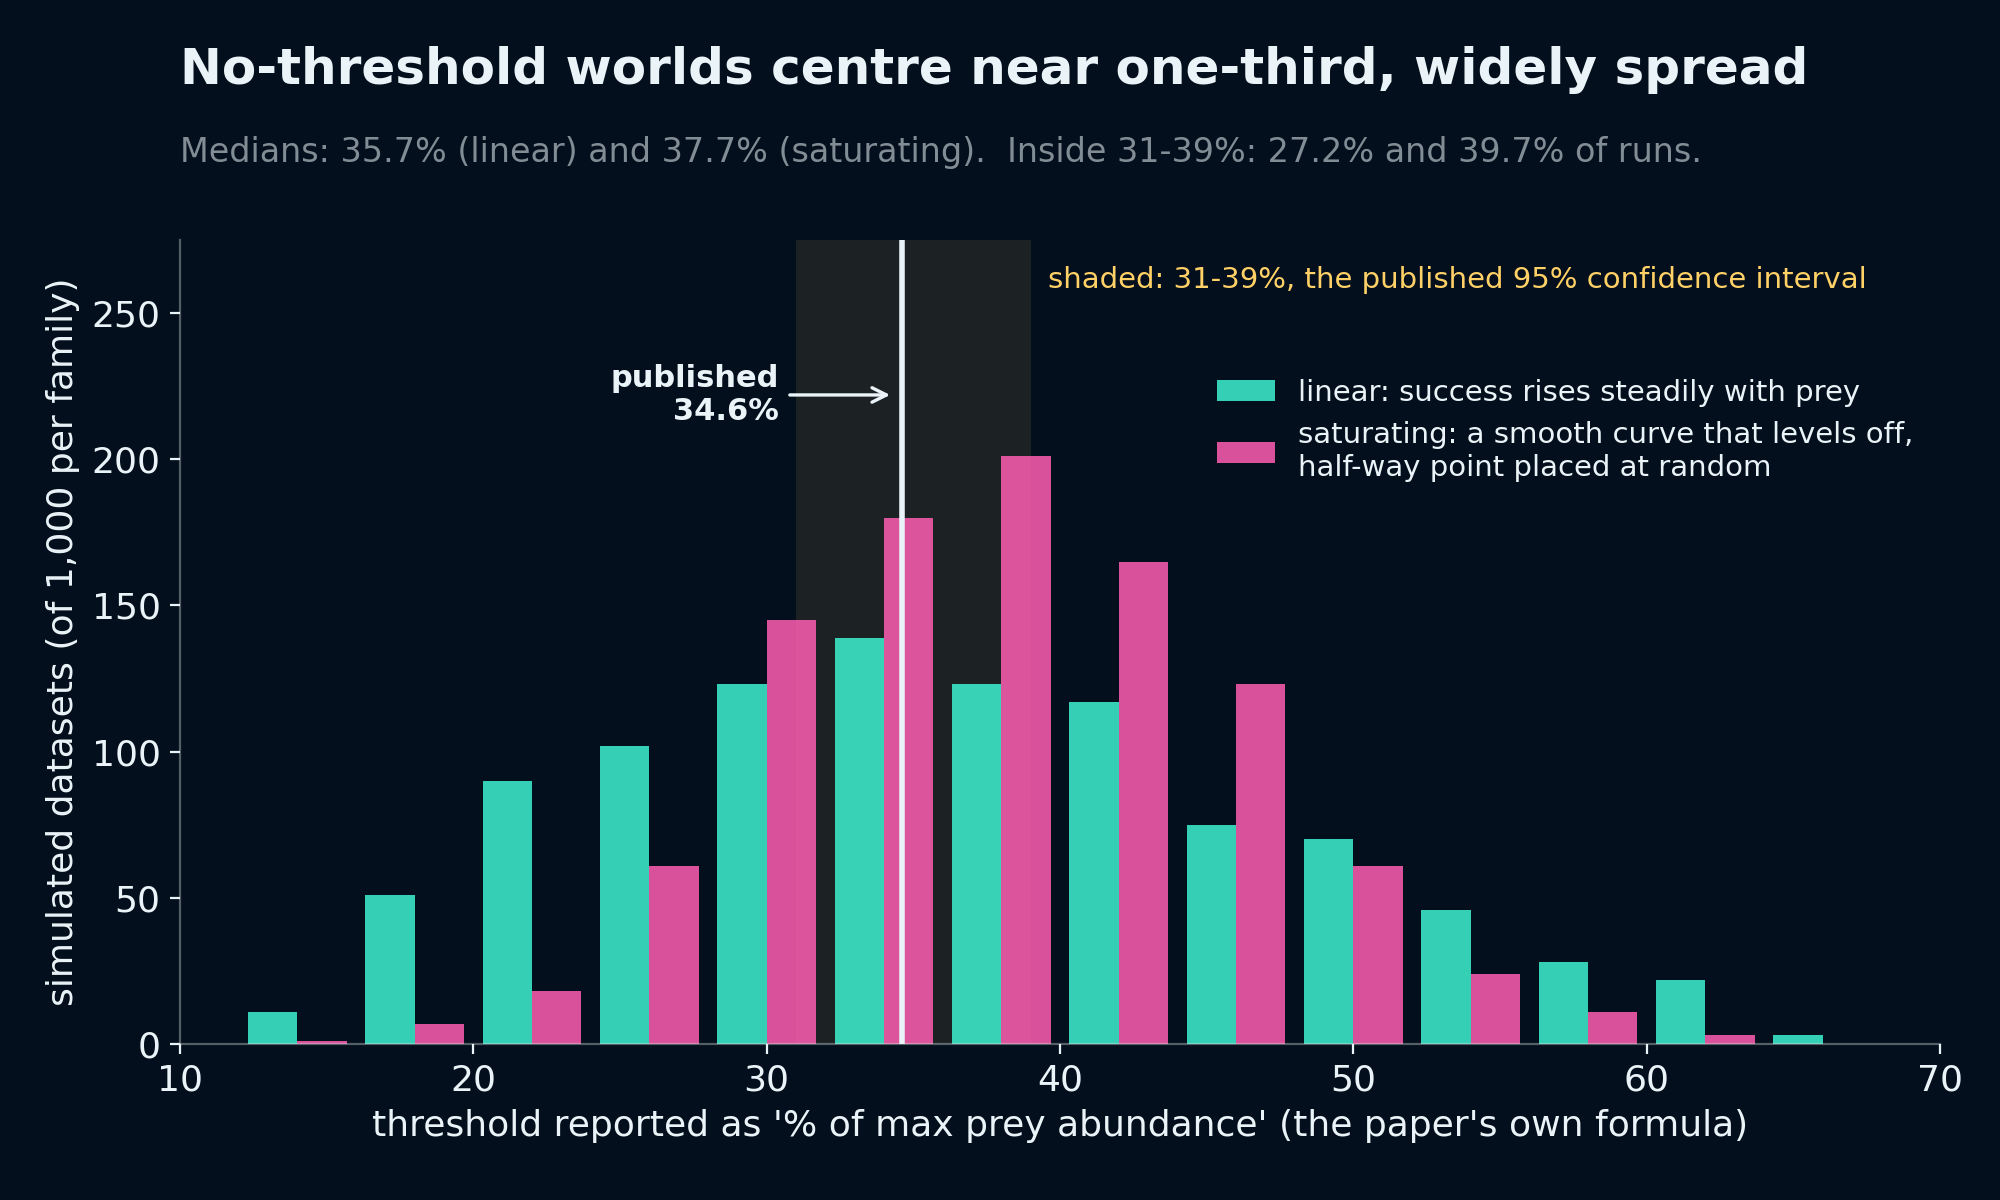 No-threshold worlds centre near one-third, widely spread
Medians: 35.7% (linear) and 37.7% (saturating).  Inside 31-39%: 27.2% and 39.7% of runs.
shaded: 31-39%, the published 95% confidence interval
published
34.6%
linear: success rises steadily with prey
saturating: a smooth curve that levels off,
half-way point placed at random
simulated datasets (of 1,000 per family)
250
200
150
100
50
0
10 20 30 40 50 60 70
threshold reported as '% of max prey abundance' (the paper's own formula)